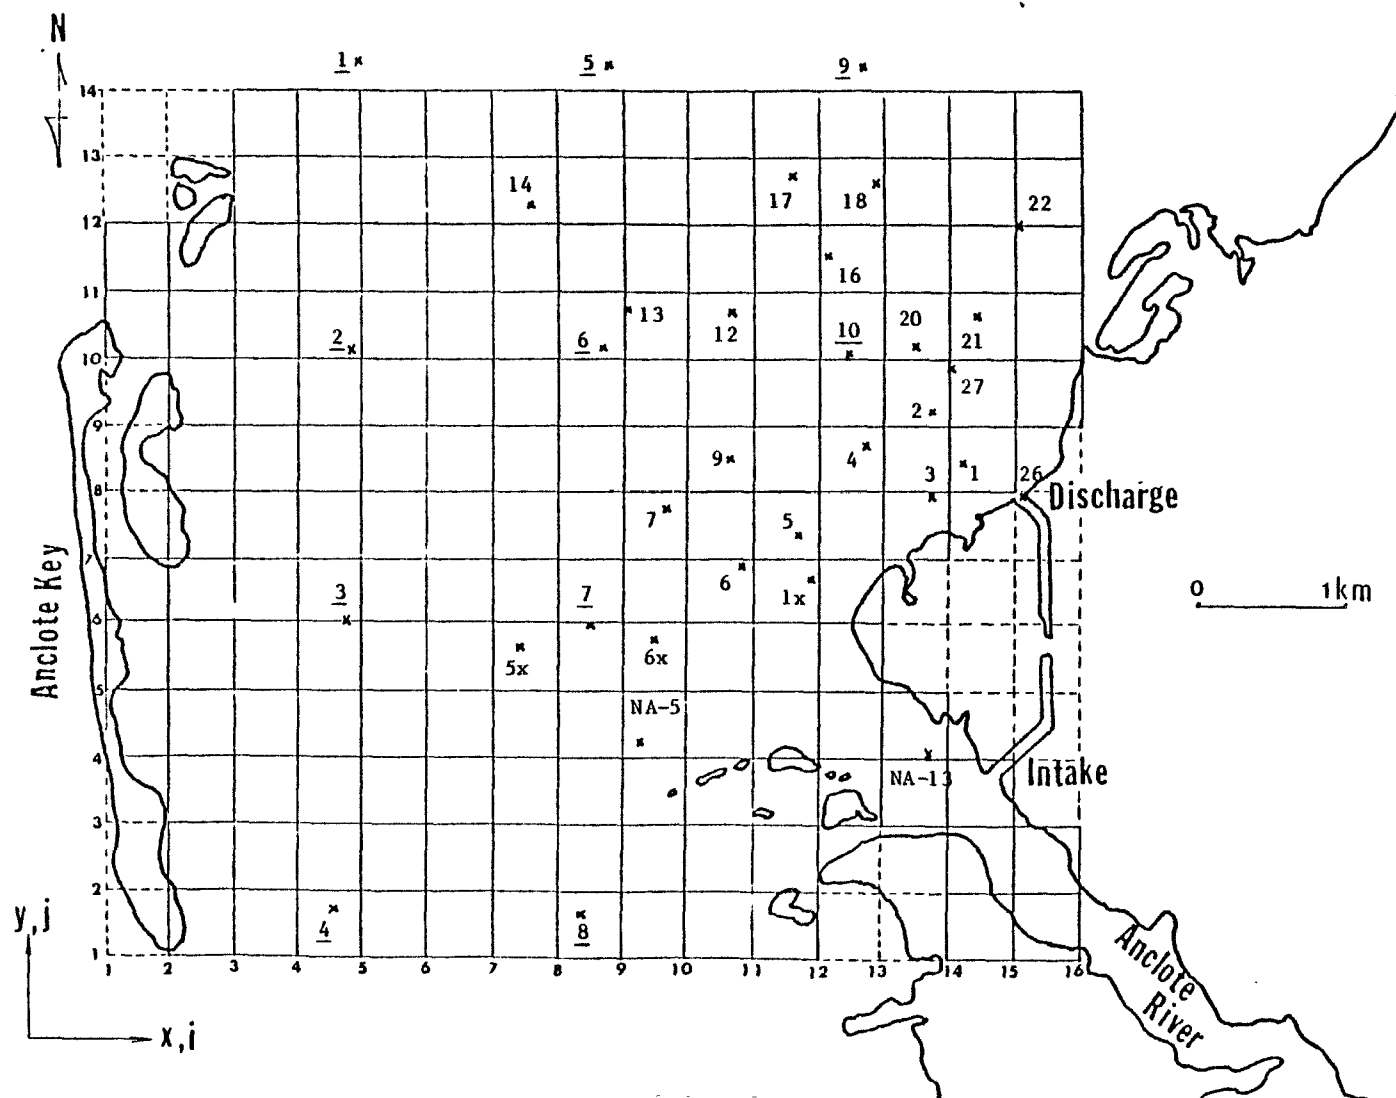 N
1 5 9
14
13
14 17 18
22
12
16
11
13 12 10 20 21
2 6
10
27
2
9
9 4 3 1 26
8
Discharge
7 5
7
6 1x
3 7
0 1km
6
5x 6x
5
NA-5
4
NA-13 Intake
3
2
4 8
1
1 2 3 4 5 6 7 8 9 10 11 12 13 14 15 16
Anclote Key
y,j
x,i
Anclote
River